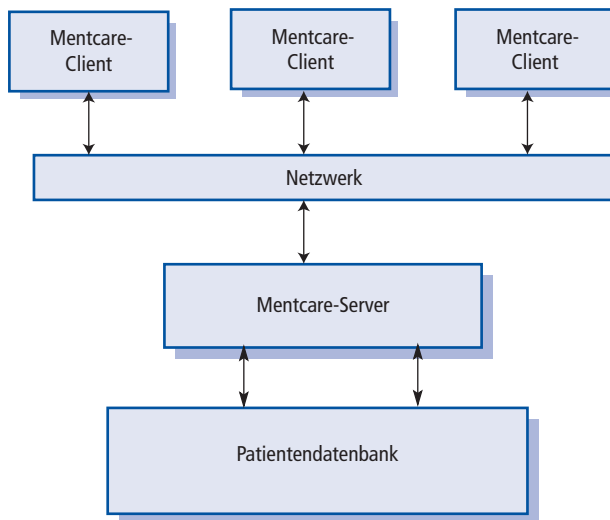 Mentcare-
Client
Mentcare-
Client
Mentcare-
Client
Netzwerk
Mentcare-Server
Patientendatenbank